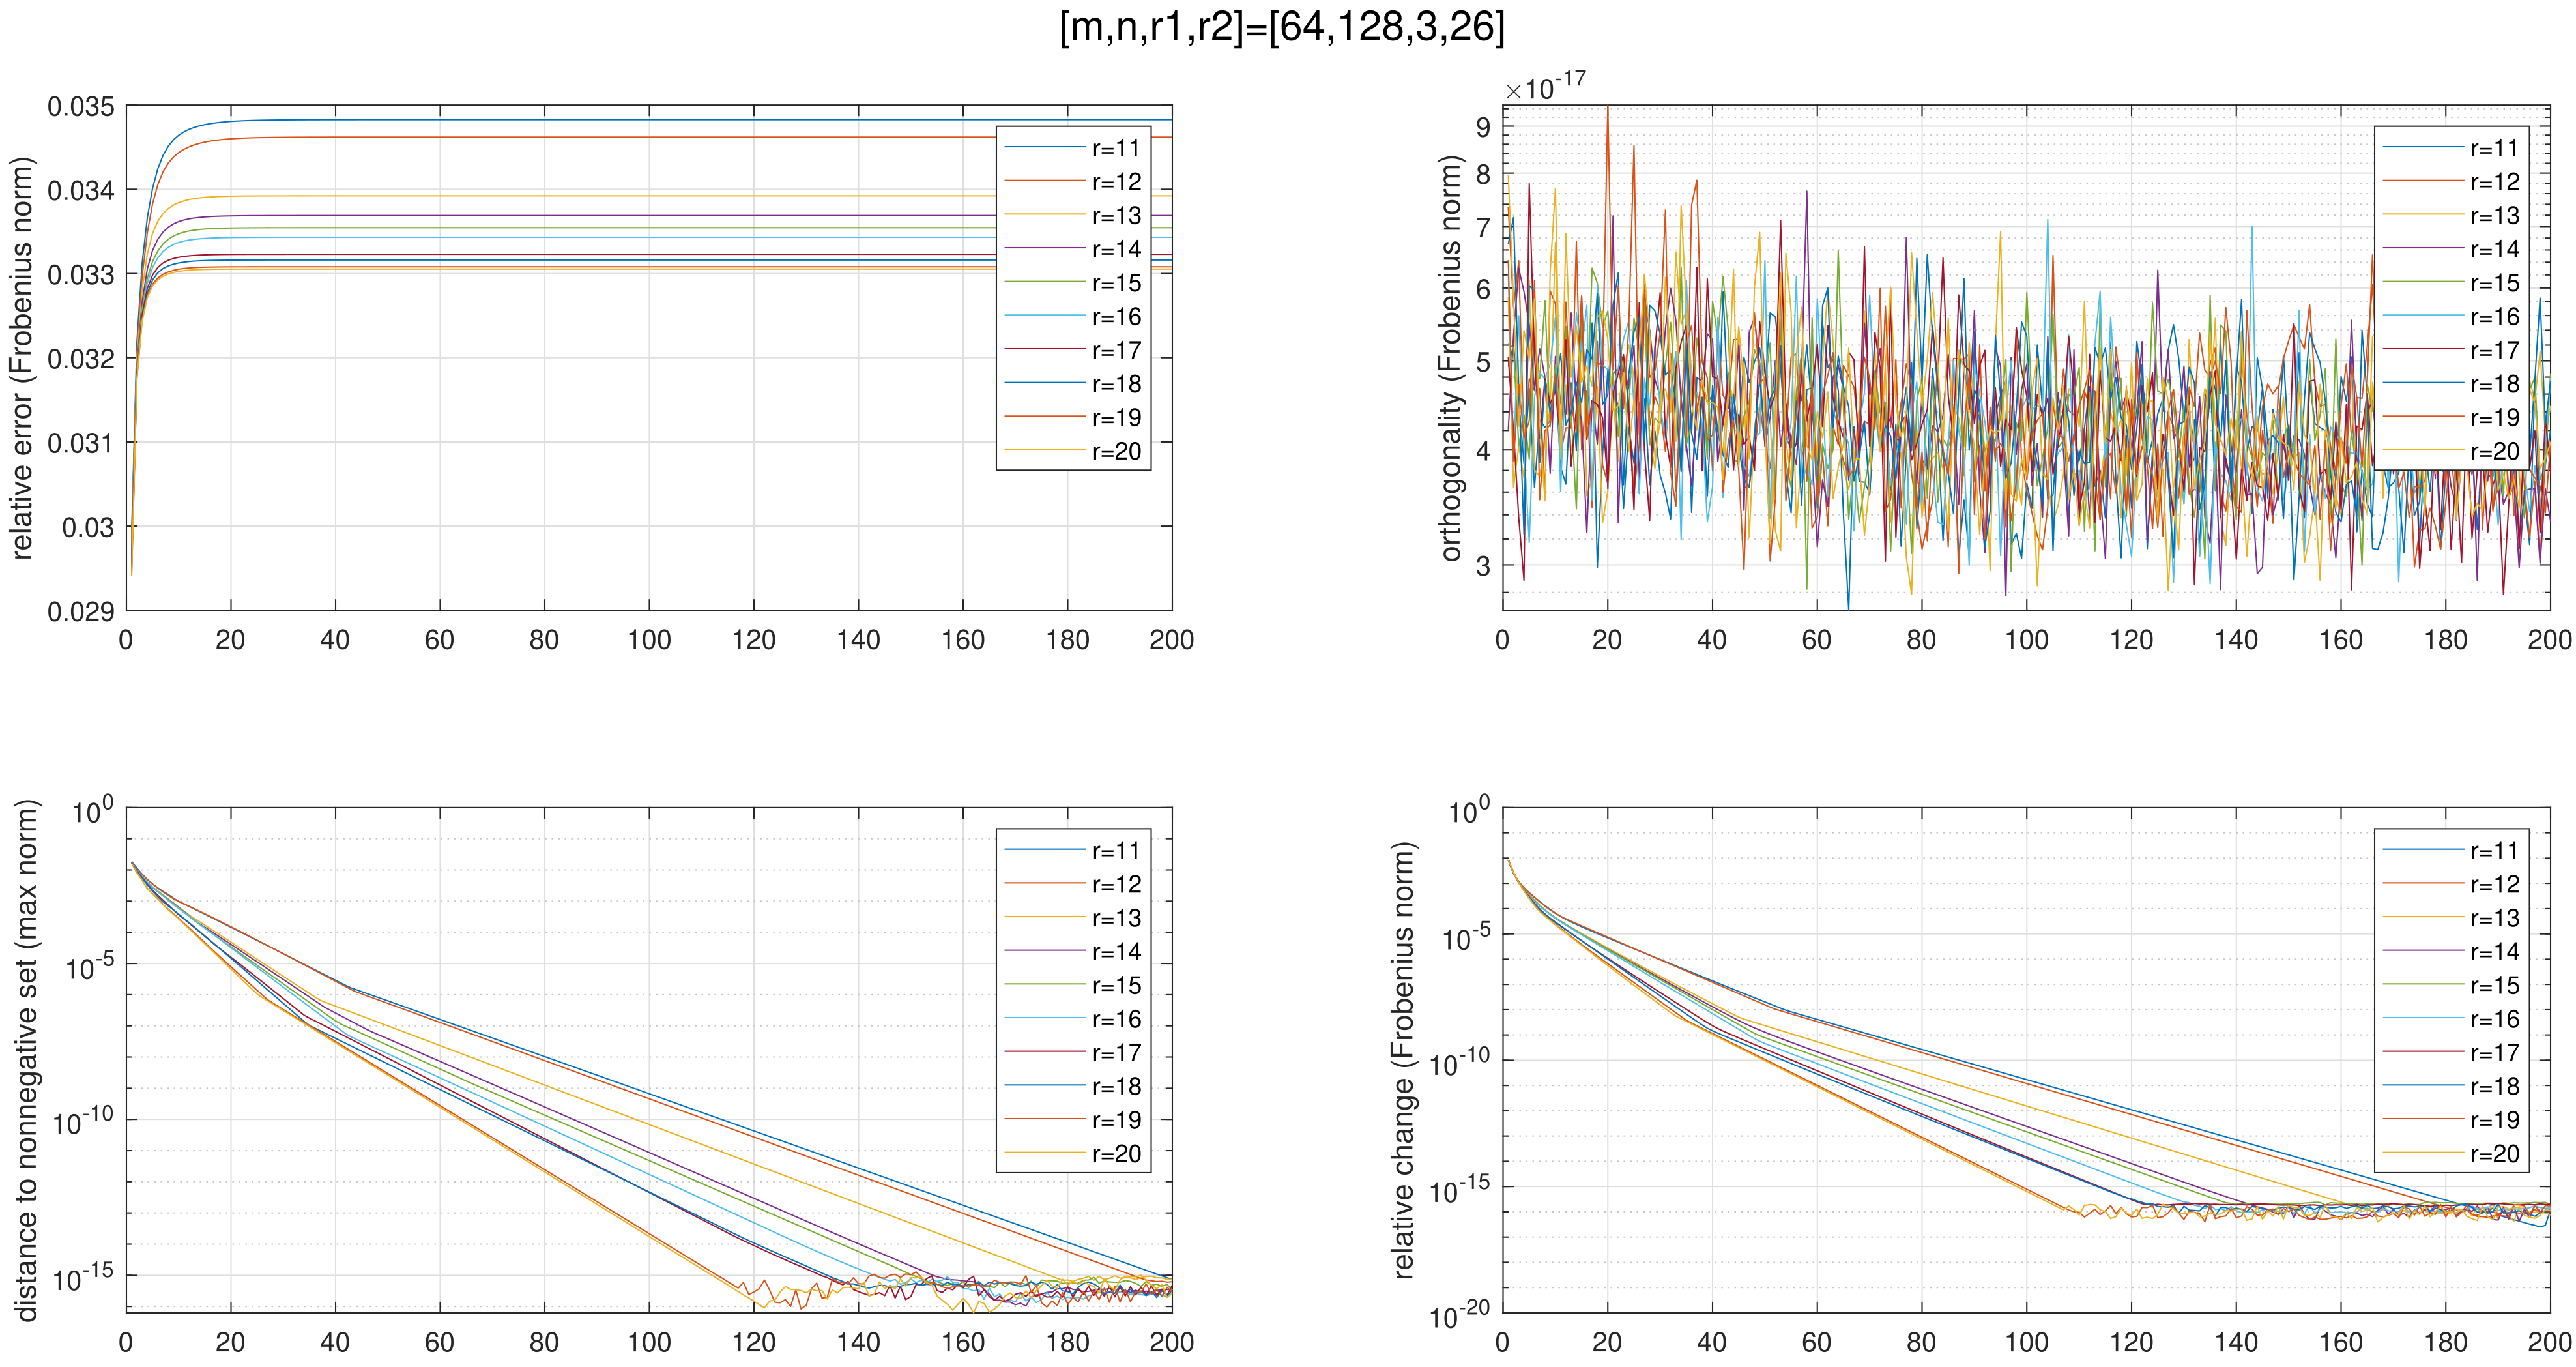 [m,n,r1,r2]=[64,128,3,26]
relative error (Frobenius norm)
0.035
0.034
0.033
0.032
0.031
0.03
0.029
0 20 40 60 80 100 120 140 160 180 200
r=11
r=12
r=13
r=14
r=15
r=16
r=17
r=18
r=19
r=20
orthogonality (Frobenius norm)
×10^-17
9
8
7
6
5
4
3
0 20 40 60 80 100 120 140 160 180 200
r=11
r=12
r=13
r=14
r=15
r=16
r=17
r=18
r=19
r=20
distance to nonnegative set (max norm)
10^0
10^-5
10^-10
10^-15
0 20 40 60 80 100 120 140 160 180 200
r=11
r=12
r=13
r=14
r=15
r=16
r=17
r=18
r=19
r=20
relative change (Frobenius norm)
10^0
10^-5
10^-10
10^-15
10^-20
0 20 40 60 80 100 120 140 160 180 200
r=11
r=12
r=13
r=14
r=15
r=16
r=17
r=18
r=19
r=20